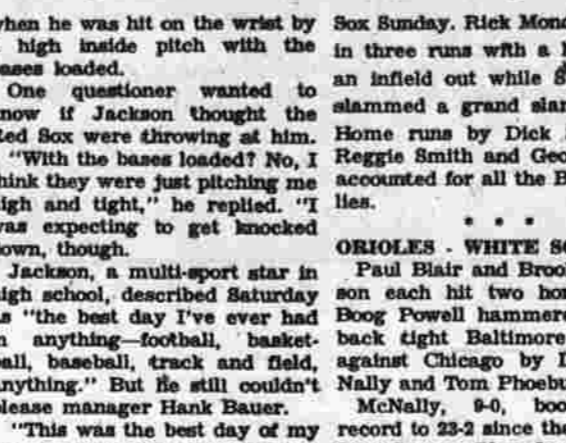 when he was hit on the wrist by
high inside pitch with the
bases loaded.
One questioner wanted to
know if Jackson thought the
Red Sox were throwing at him.
"With the bases loaded? No, I
think they were just pitching me
high and tight," he replied. "I
was expecting to get knocked
down, though.
Jackson, a multi-sport star in
high school, described Saturday
as "the best day I've ever had
in anything—football, basket-
ball, baseball, track and field,
anything." But he still couldn't
please manager Hank Bauer.
"This was the best day of my
Sox Sunday. Rick Mond
in three runs with a
an infield out while S
slammed a grand slam
Home runs by Dick
Reggie Smith and Geo
accounted for all the B
lies.
* * *
ORIOLES - WHITE SO
Paul Blair and Brook
son each hit two hom
Boog Powell hammere
back tight Baltimore
against Chicago by D
Nally and Tom Phoebu
McNally, 9-0, boo
record to 23-2 since the